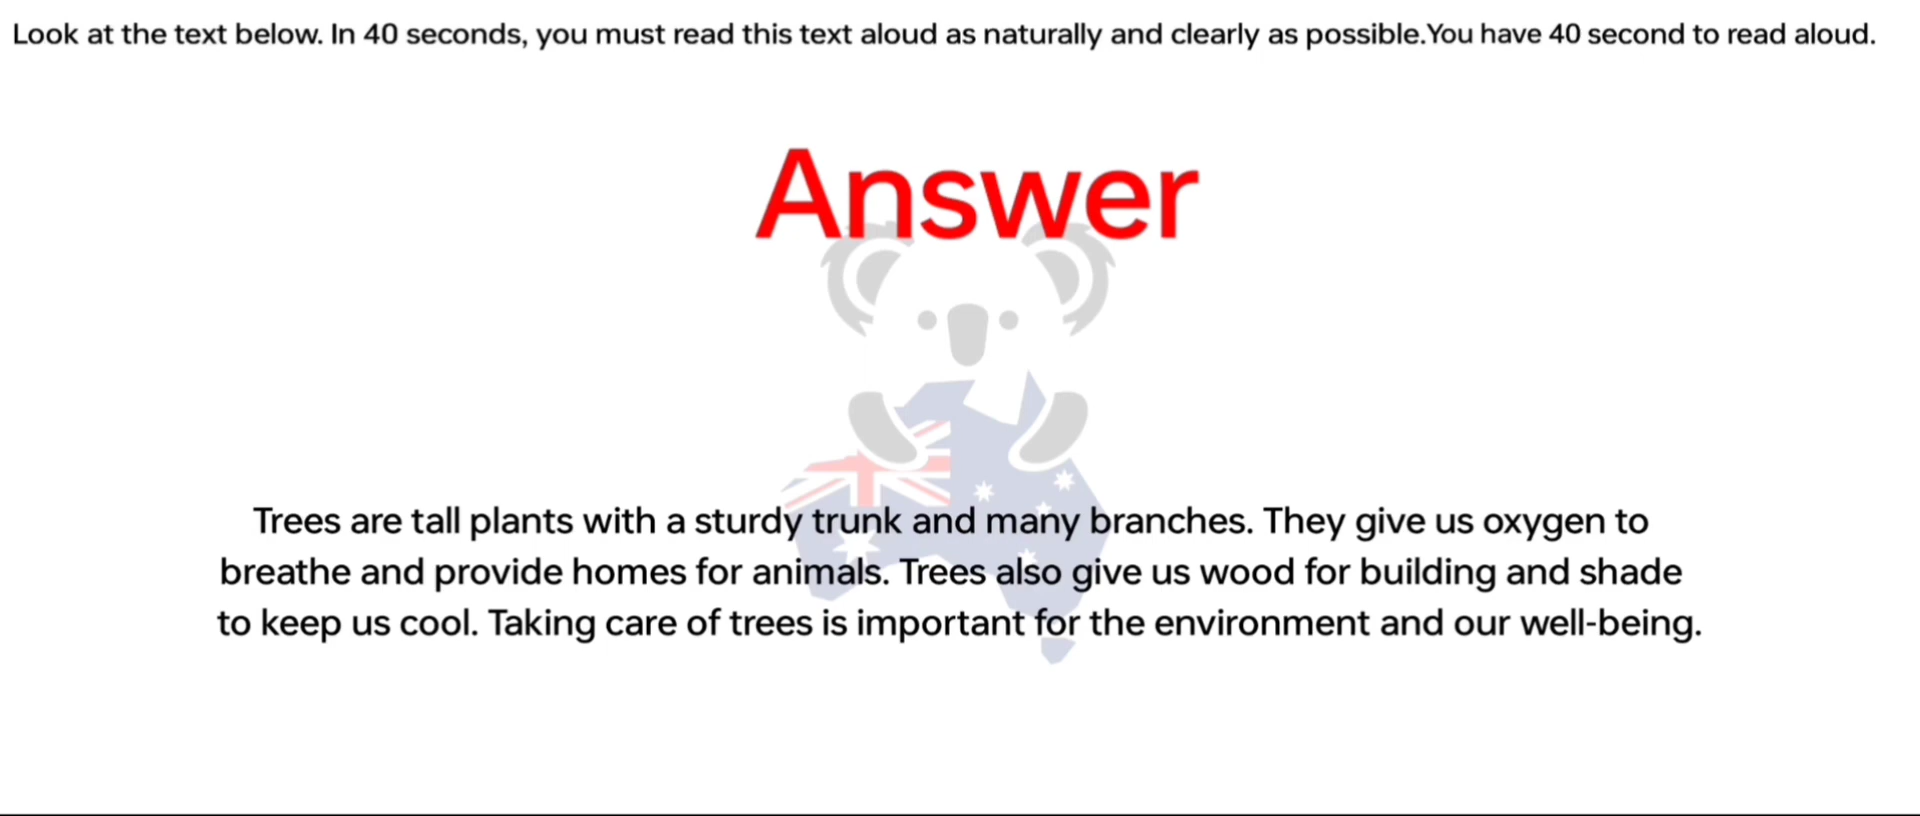 Look at the text below. In 40 seconds, you must read this text aloud as naturally and clearly as possible.You have 40 second to read aloud.
Answer
Trees are tall plants with a sturdy trunk and many branches. They give us oxygen to
breathe and provide homes for animals. Trees also give us wood for building and shade
to keep us cool. Taking care of trees is important for the environment and our well-being.